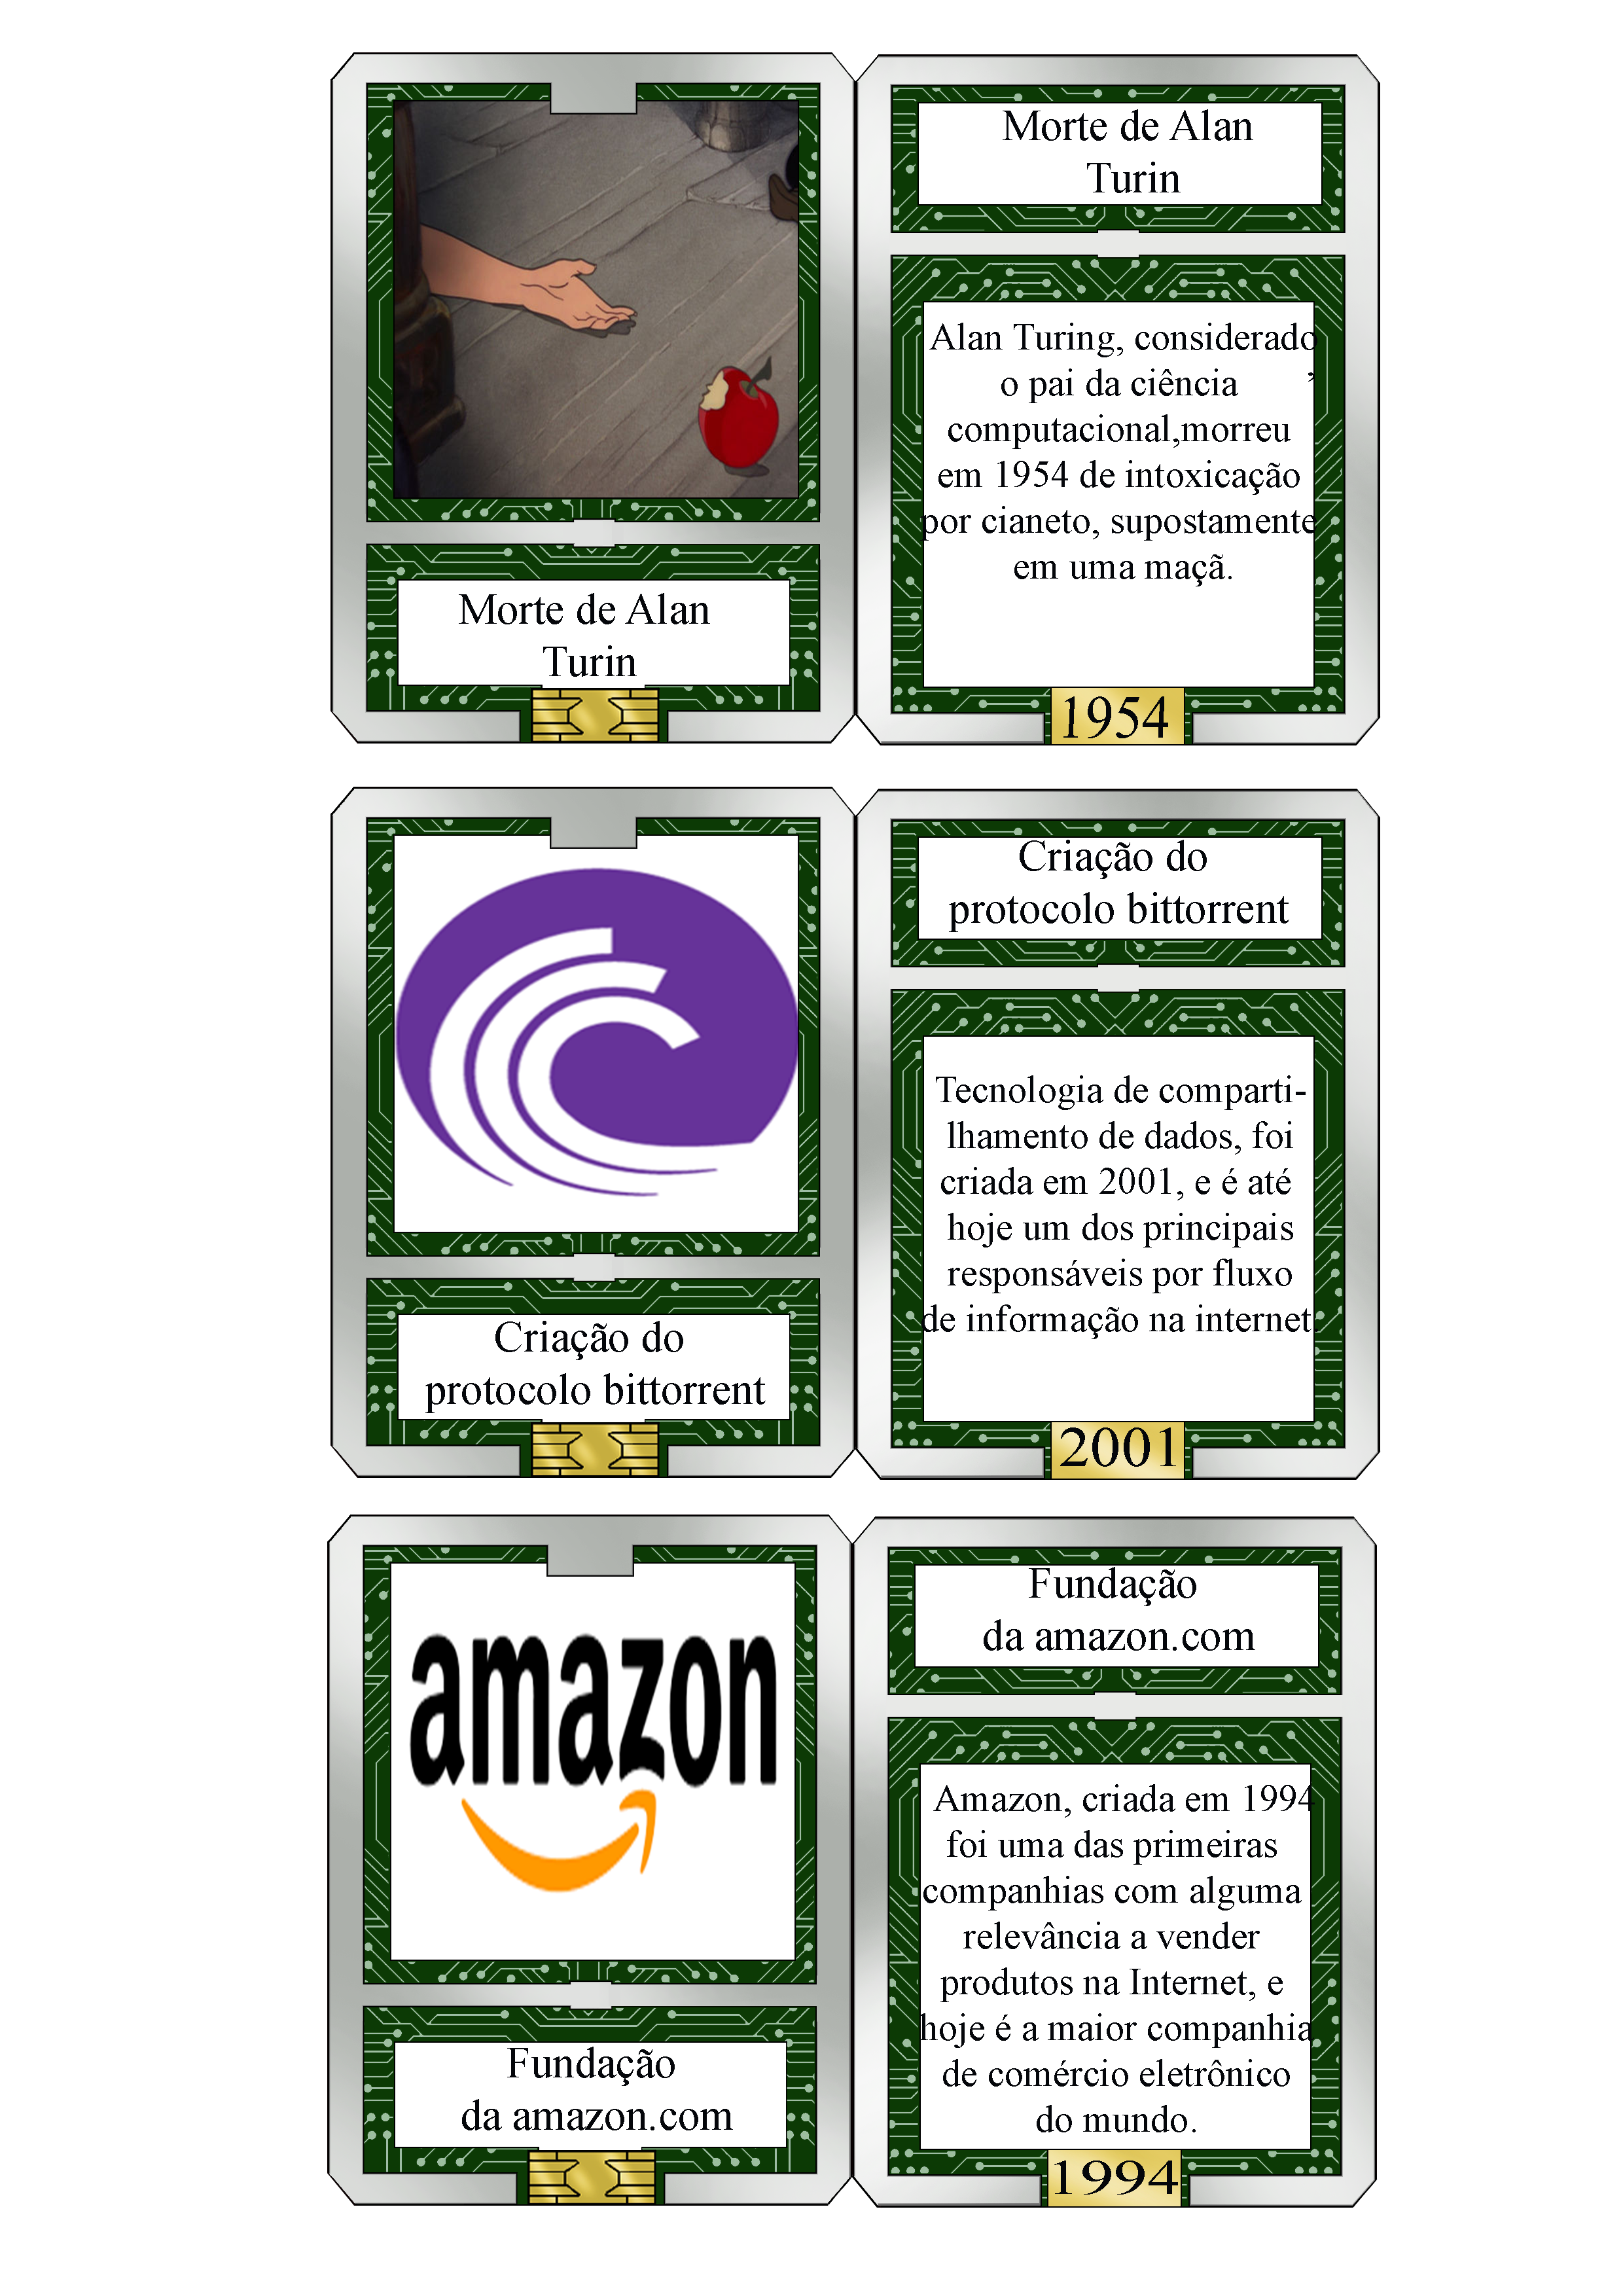 Morte de Alan
Turin
Morte de Alan
Turin
Alan Turing, considerado
o pai da ciência ,
computacional,morreu
em 1954 de intoxicação
por cianeto, supostamente
em uma maçã.
1954
Criação do
protocolo bittorrent
Criação do
protocolo bittorrent
Tecnologia de comparti-
lhamento de dados, foi
criada em 2001, e é até
hoje um dos principais
responsáveis por fluxo
de informação na internet
2001
amazon
Fundação
da amazon.com
Fundação
da amazon.com
Amazon, criada em 1994
foi uma das primeiras
companhias com alguma
relevância a vender
produtos na Internet, e
hoje é a maior companhia
de comércio eletrônico
do mundo.
1994